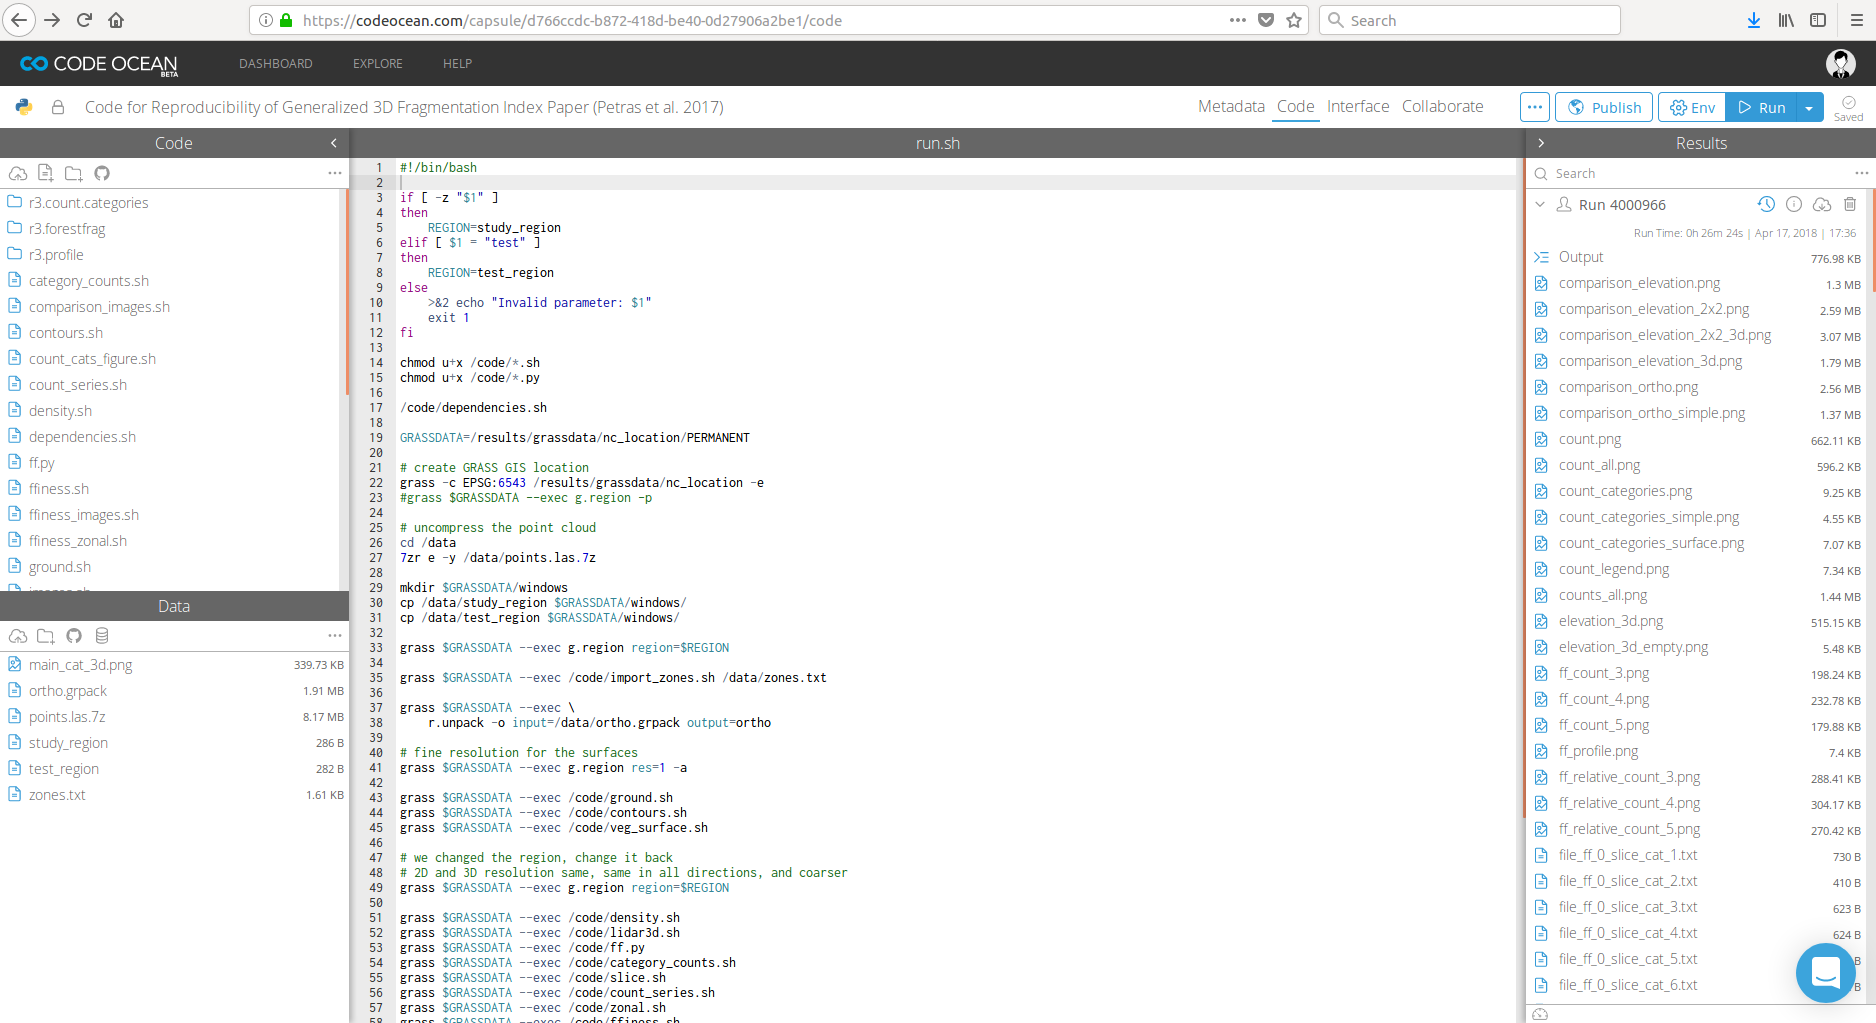 https://codeocean.com/capsule/d766ccdc-b872-418d-be40-0d27906a2be1/code
Search
CODE OCEAN
BETA
DASHBOARD
EXPLORE
HELP
Code for Reproducibility of Generalized 3D Fragmentation Index Paper (Petras et al. 2017)
Metadata
Code
Interface
Collaborate
Publish
Env
Run
Saved
Code
r3.count.categories
r3.forestfrag
r3.profile
category_counts.sh
comparison_images.sh
contours.sh
count_cats_figure.sh
count_series.sh
density.sh
dependencies.sh
ff.py
ffiness.sh
ffiness_images.sh
ffiness_zonal.sh
ground.sh
images.sh
Data
main_cat_3d.png 339.73 KB
ortho.grpack 1.91 MB
points.las.7z 8.17 MB
study_region 286 B
test_region 282 B
zones.txt 1.61 KB
run.sh
1 #!/bin/bash
2
3 if [ -z "$1" ]
4 then
5 REGION=study_region
6 elif [ $1 = "test" ]
7 then
8 REGION=test_region
9 else
10 >&2 echo "Invalid parameter: $1"
11 exit 1
12 fi
13
14 chmod u+x /code/*.sh
15 chmod u+x /code/*.py
16
17 /code/dependencies.sh
18
19 GRASSDATA=/results/grassdata/nc_location/PERMANENT
20
21 # create GRASS GIS location
22 grass -c EPSG:6543 /results/grassdata/nc_location -e
23 #grass $GRASSDATA --exec g.region -p
24
25 # uncompress the point cloud
26 cd /data
27 7zr e -y /data/points.las.7z
28
29 mkdir $GRASSDATA/windows
30 cp /data/study_region $GRASSDATA/windows/
31 cp /data/test_region $GRASSDATA/windows/
32
33 grass $GRASSDATA --exec g.region region=$REGION
34
35 grass $GRASSDATA --exec /code/import_zones.sh /data/zones.txt
36
37 grass $GRASSDATA --exec \
38 r.unpack -o input=/data/ortho.grpack output=ortho
39
40 # fine resolution for the surfaces
41 grass $GRASSDATA --exec g.region res=1 -a
42
43 grass $GRASSDATA --exec /code/ground.sh
44 grass $GRASSDATA --exec /code/contours.sh
45 grass $GRASSDATA --exec /code/veg_surface.sh
46
47 # we changed the region, change it back
48 # 2D and 3D resolution same, same in all directions, and coarser
49 grass $GRASSDATA --exec g.region region=$REGION
50
51 grass $GRASSDATA --exec /code/density.sh
52 grass $GRASSDATA --exec /code/lidar3d.sh
53 grass $GRASSDATA --exec /code/ff.py
54 grass $GRASSDATA --exec /code/category_counts.sh
55 grass $GRASSDATA --exec /code/slice.sh
56 grass $GRASSDATA --exec /code/count_series.sh
57 grass $GRASSDATA --exec /code/zonal.sh
58 grass $GRASSDATA --exec /code/ffiness.sh
Results
Search
Run 4000966
Run Time: 0h 26m 24s | Apr 17, 2018 | 17:36
Output 776.98 KB
comparison_elevation.png 1.3 MB
comparison_elevation_2x2.png 2.59 MB
comparison_elevation_2x2_3d.png 3.07 MB
comparison_elevation_3d.png 1.79 MB
comparison_ortho.png 2.56 MB
comparison_ortho_simple.png 1.37 MB
count.png 662.11 KB
count_all.png 596.2 KB
count_categories.png 9.25 KB
count_categories_simple.png 4.55 KB
count_categories_surface.png 7.07 KB
count_legend.png 7.34 KB
counts_all.png 1.44 MB
elevation_3d.png 515.15 KB
elevation_3d_empty.png 5.48 KB
ff_count_3.png 198.24 KB
ff_count_4.png 232.78 KB
ff_count_5.png 179.88 KB
ff_profile.png 7.4 KB
ff_relative_count_3.png 288.41 KB
ff_relative_count_4.png 304.17 KB
ff_relative_count_5.png 270.42 KB
file_ff_0_slice_cat_1.txt 730 B
file_ff_0_slice_cat_2.txt 410 B
file_ff_0_slice_cat_3.txt 623 B
file_ff_0_slice_cat_4.txt 624 B
file_ff_0_slice_cat_5.txt B
file_ff_0_slice_cat_6.txt B